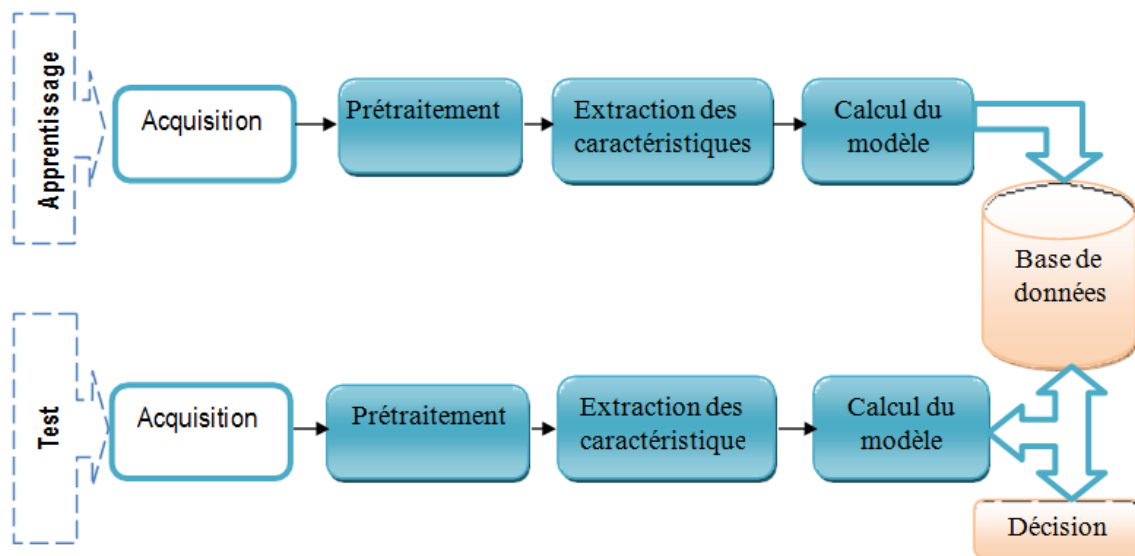 Apprentissage
Acquisition
Prétraitement
Extraction des
caractéristiques
Calcul du
modèle
Base de
données
Test
Acquisition
Prétraitement
Extraction des
caractéristique
Calcul du
modèle
Décision